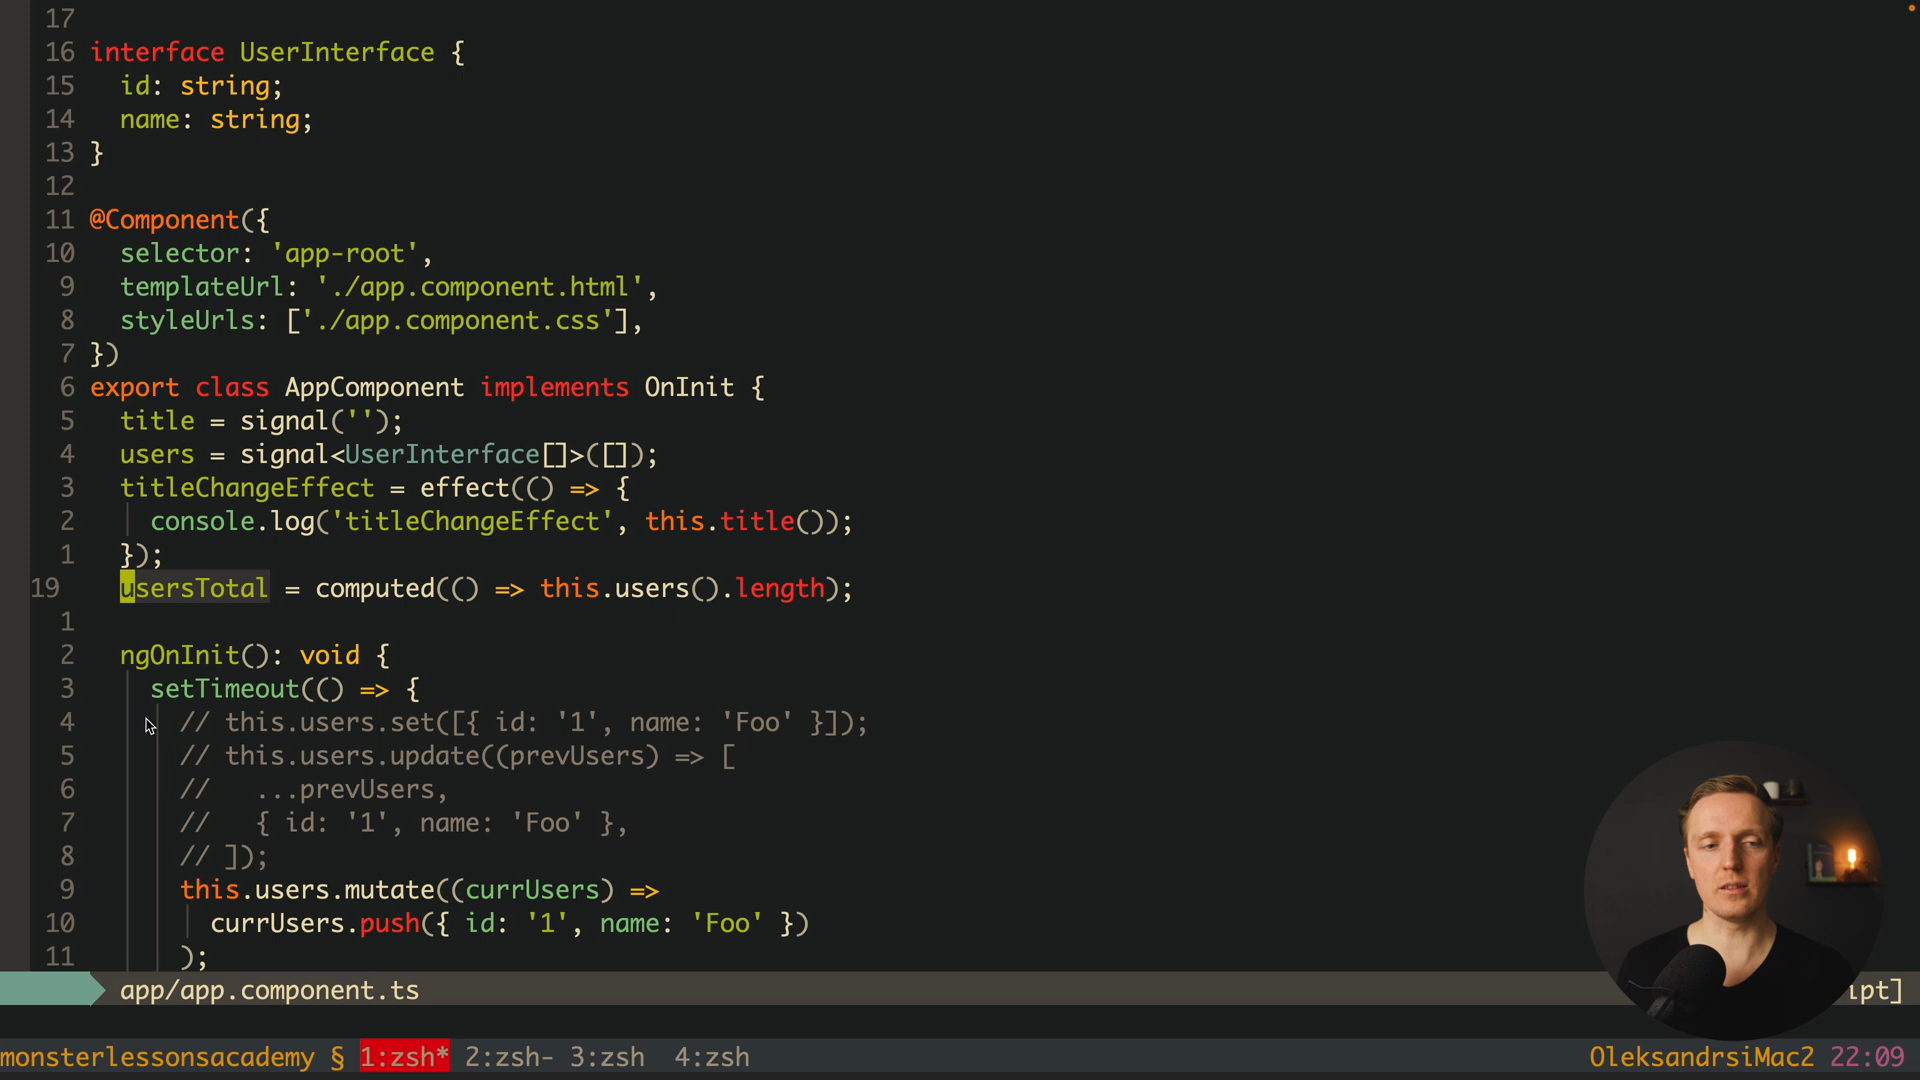 17
16 interface UserInterface {
15   id: string;
14   name: string;
13 }
12
11 @Component({
10   selector: 'app-root',
9   templateUrl: './app.component.html',
8   styleUrls: ['./app.component.css'],
7 })
6 export class AppComponent implements OnInit {
5   title = signal('');
4   users = signal<UserInterface[]>([]);
3   titleChangeEffect = effect(() => {
2     console.log('titleChangeEffect', this.title());
1   });
19   usersTotal = computed(() => this.users().length);
1
2   ngOnInit(): void {
3     setTimeout(() => {
4       // this.users.set([{ id: '1', name: 'Foo' }]);
5       // this.users.update((prevUsers) => [
6       //   ...prevUsers,
7       //   { id: '1', name: 'Foo' },
8       // ]);
9       this.users.mutate((currUsers) =>
10         currUsers.push({ id: '1', name: 'Foo' })
11       );
app/app.component.ts ipt]
monsterlessonsacademy § 1:zsh* 2:zsh- 3:zsh 4:zsh OleksandrsiMac2 22:09